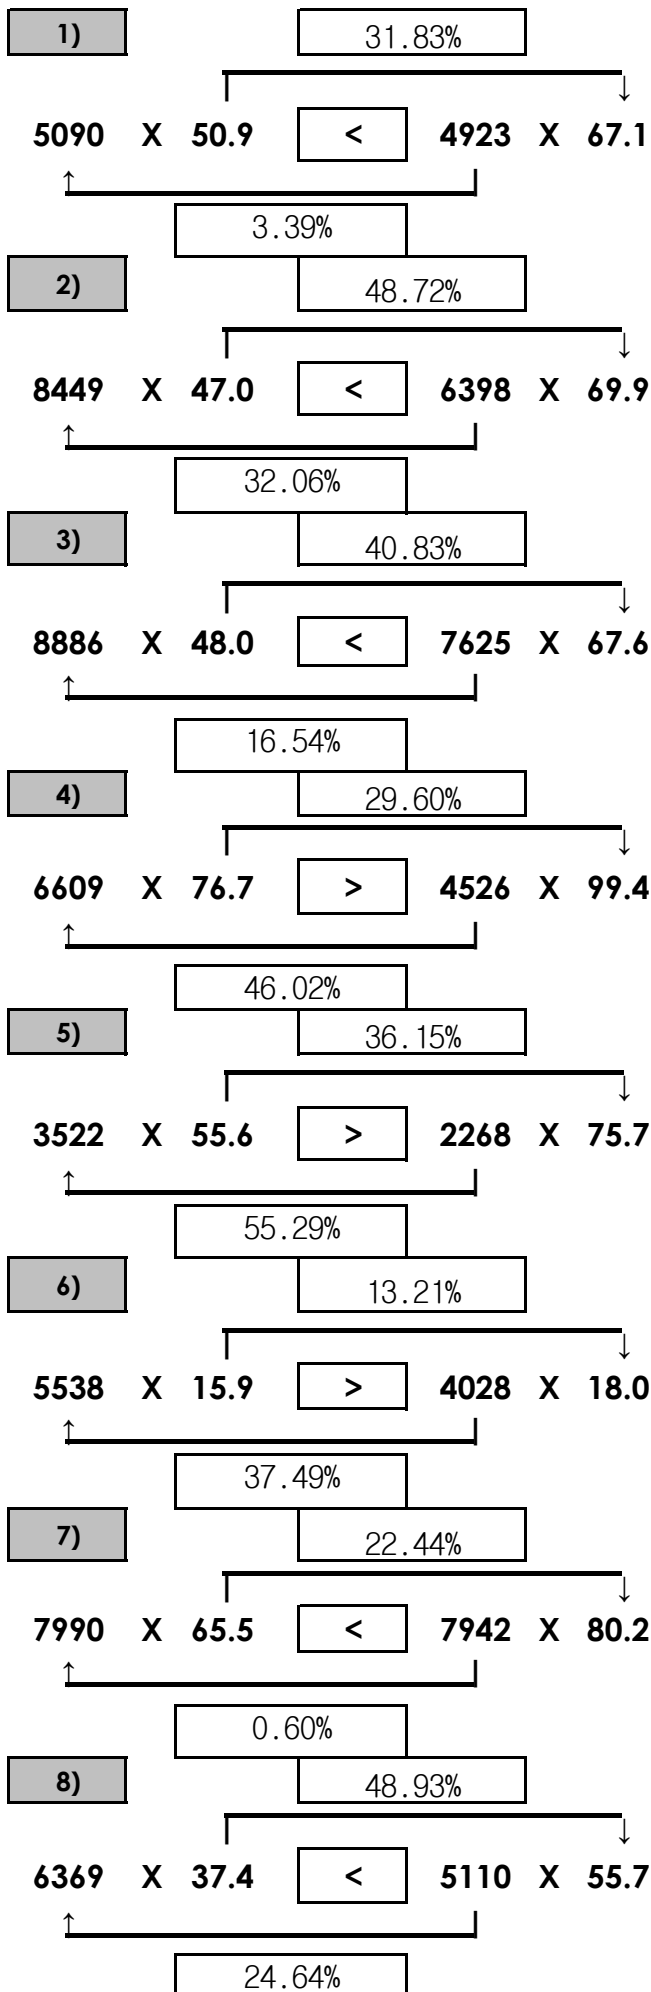 1) 31.83%
5090 X 50.9 < 4923 X 67.1
3.39%
2) 48.72%
8449 X 47.0 < 6398 X 69.9
32.06%
3) 40.83%
8886 X 48.0 < 7625 X 67.6
16.54%
4) 29.60%
6609 X 76.7 > 4526 X 99.4
46.02%
5) 36.15%
3522 X 55.6 > 2268 X 75.7
55.29%
6) 13.21%
5538 X 15.9 > 4028 X 18.0
37.49%
7) 22.44%
7990 X 65.5 < 7942 X 80.2
0.60%
8) 48.93%
6369 X 37.4 < 5110 X 55.7
24.64%